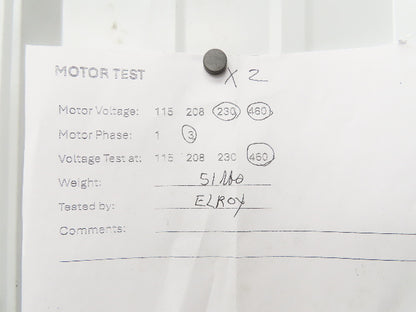 MOTOR TEST X 2
Motor Voltage: 115 208 230 460
Motor Phase: 1 3
Voltage Test at: 115 208 230 460
Weight:
Tested by: ELROY
Comments: